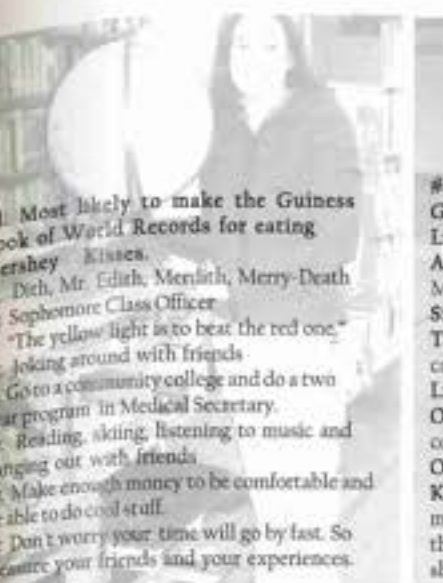 1. Most likely to make the Guiness
ook of World Records for eating
ershey Kisses.
Dith, Mr. Edith, Merdith, Merry-Death
Sophomore Class Officer
"The yellow light is to beat the red one."
Joking around with friends
Go to a community college and do a two
ar program in Medical Secretary.
Reading, skiing, listening to music and
anging out with friends
Make enough money to be comfortable and
able to do cool stuff.
Don't worry your time will go by fast. So
easure your friends and your experiences.
#
G
L
A
M
S
T
c
L
O
c
O
K
m
th